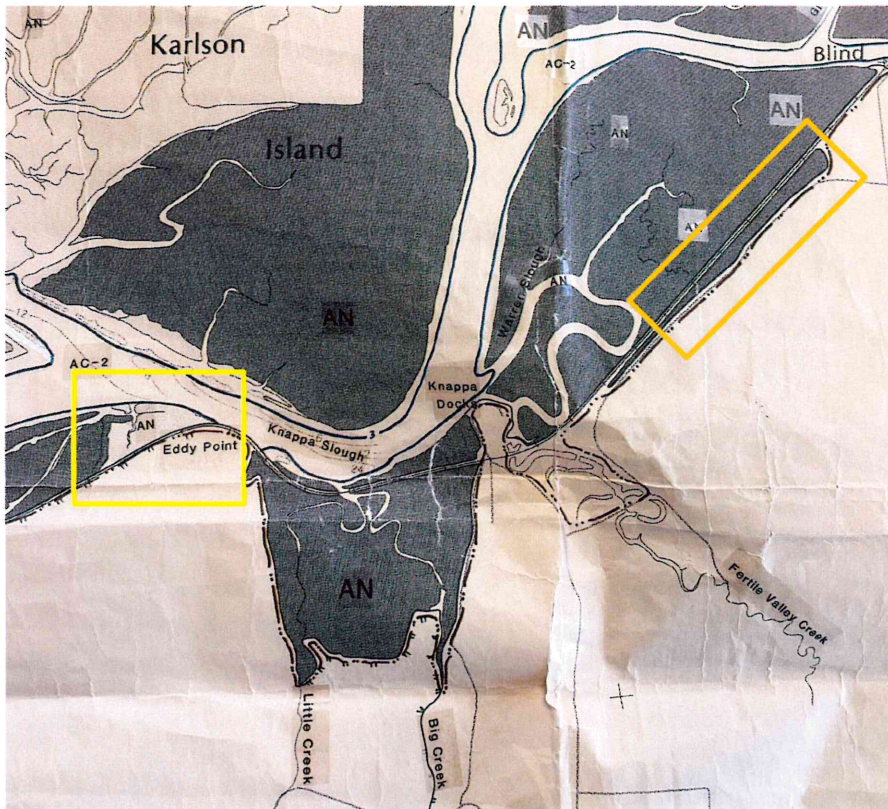 AN
Karlson
AN
AC-2
Blind
Island
AN
AN
AN
Warren Slough
AN
12
AN
AC-2
Knappa
Docks
AN
Eddy Point
Knappa Slough
3
24
AN
Fertile Valley Creek
Little Creek
Big Creek